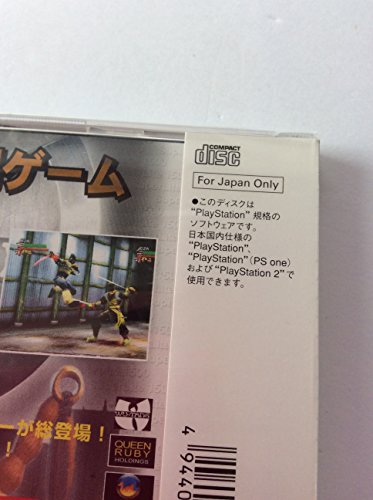 COMPACT
disc
For Japan Only
●このディスクは
"PlayStation" 規格の
ソフトウェアです。
日本国内仕様の
"PlayStation"、
"PlayStation"(PS one)
および"PlayStation 2"で
使用できます。
ゲーム
ーが総登場!
!
WU-TANG
QUEEN
RUBY
HOLDINGS
4 9440